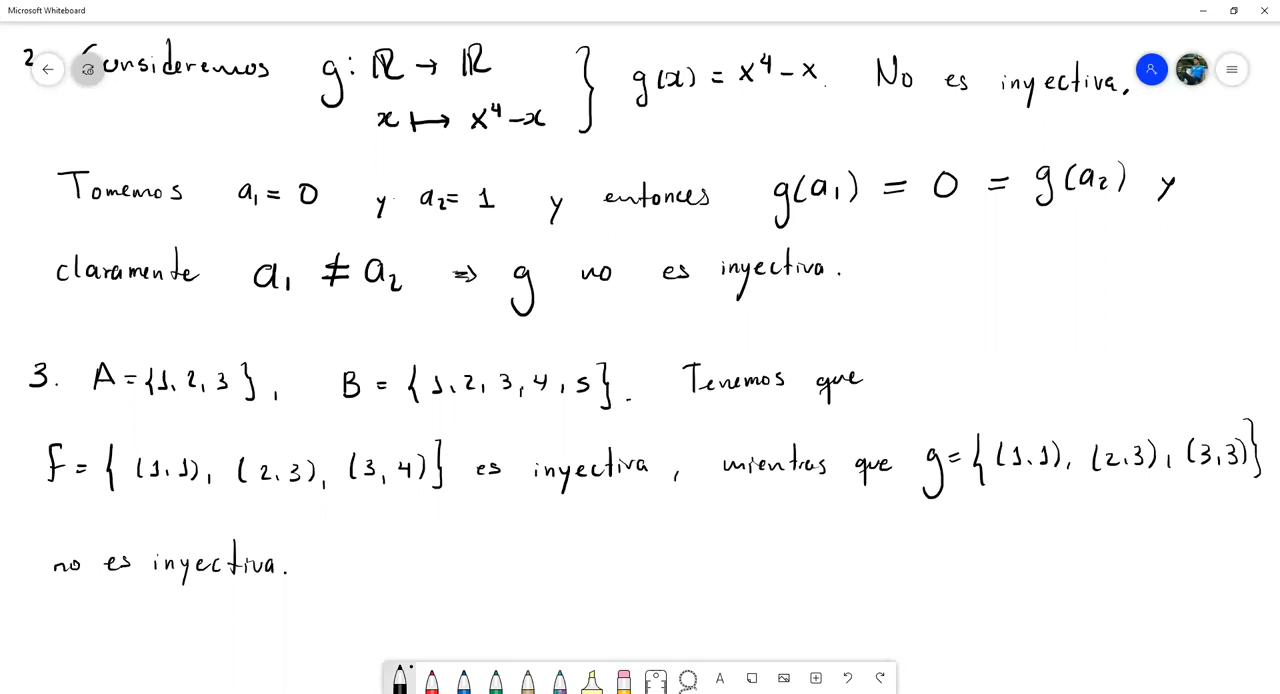 Microsoft Whiteboard
2. Consideremos g: ℝ → ℝ } g(x) = x⁴ - x. No es inyectiva.
x ↦ x⁴ - x
Tomemos a₁ = 0 y a₂ = 1 y entonces g(a₁) = 0 = g(a₂) y
claramente a₁ ≠ a₂ ⇒ g no es inyectiva.
3. A = {1, 2, 3}, B = {1, 2, 3, 4, 5}. Tenemos que
f = { (1,1), (2,3), (3,4)} es inyectiva, mientras que g = { (1,1), (2,3), (3,3)}
no es inyectiva.